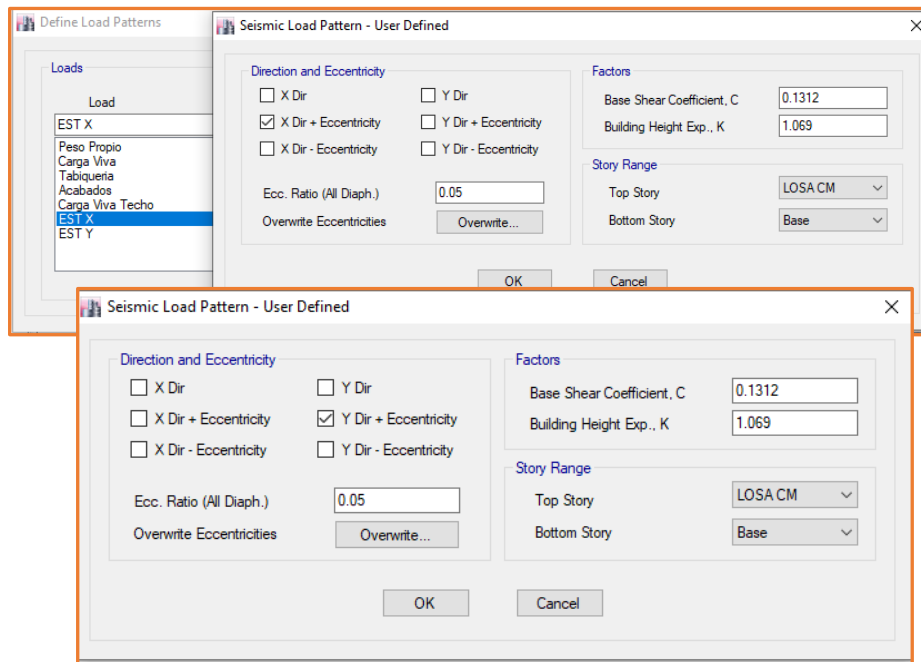 Define Load Patterns
Loads
Load
EST X
Peso Propio
Carga Viva
Tabiqueria
Acabados
Carga Viva Techo
EST X
EST Y
Seismic Load Pattern - User Defined
Direction and Eccentricity
X Dir
Y Dir
X Dir + Eccentricity
Y Dir + Eccentricity
X Dir - Eccentricity
Y Dir - Eccentricity
Ecc. Ratio (All Diaph.) 0.05
Overwrite Eccentricities Overwrite...
Factors
Base Shear Coefficient, C 0.1312
Building Height Exp., K 1.069
Story Range
Top Story LOSA CM
Bottom Story Base
OK Cancel
Seismic Load Pattern - User Defined
Direction and Eccentricity
X Dir
Y Dir
X Dir + Eccentricity
Y Dir + Eccentricity
X Dir - Eccentricity
Y Dir - Eccentricity
Ecc. Ratio (All Diaph.) 0.05
Overwrite Eccentricities Overwrite...
Factors
Base Shear Coefficient, C 0.1312
Building Height Exp., K 1.069
Story Range
Top Story LOSA CM
Bottom Story Base
OK Cancel